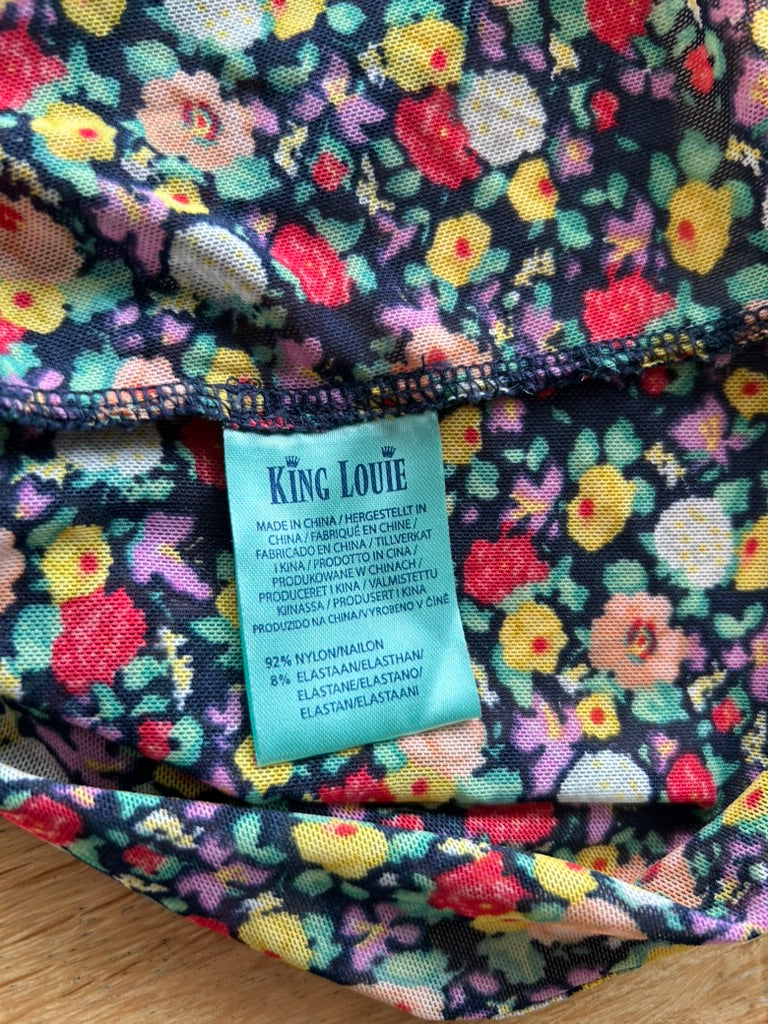 KING LOUIE
MADE IN CHINA / HERGESTELLT IN
CHINA / FABRIQUÉ EN CHINE /
FABRICADO EN CHINA / TILLVERKAT
I KINA / PRODOTTO IN CINA /
PRODUKOWANE W CHINACH /
PRODUCERET I KINA / VALMISTETTU
KIINASSA / PRODUSERT I KINA
PRODUZIDO NA CHINA / VYROBENO V ČÍNĚ
92% NYLON/NAILON
8% ELASTAAN/ELASTHAN/
ELASTANE/ELASTANO/
ELASTAN/ELASTAANI